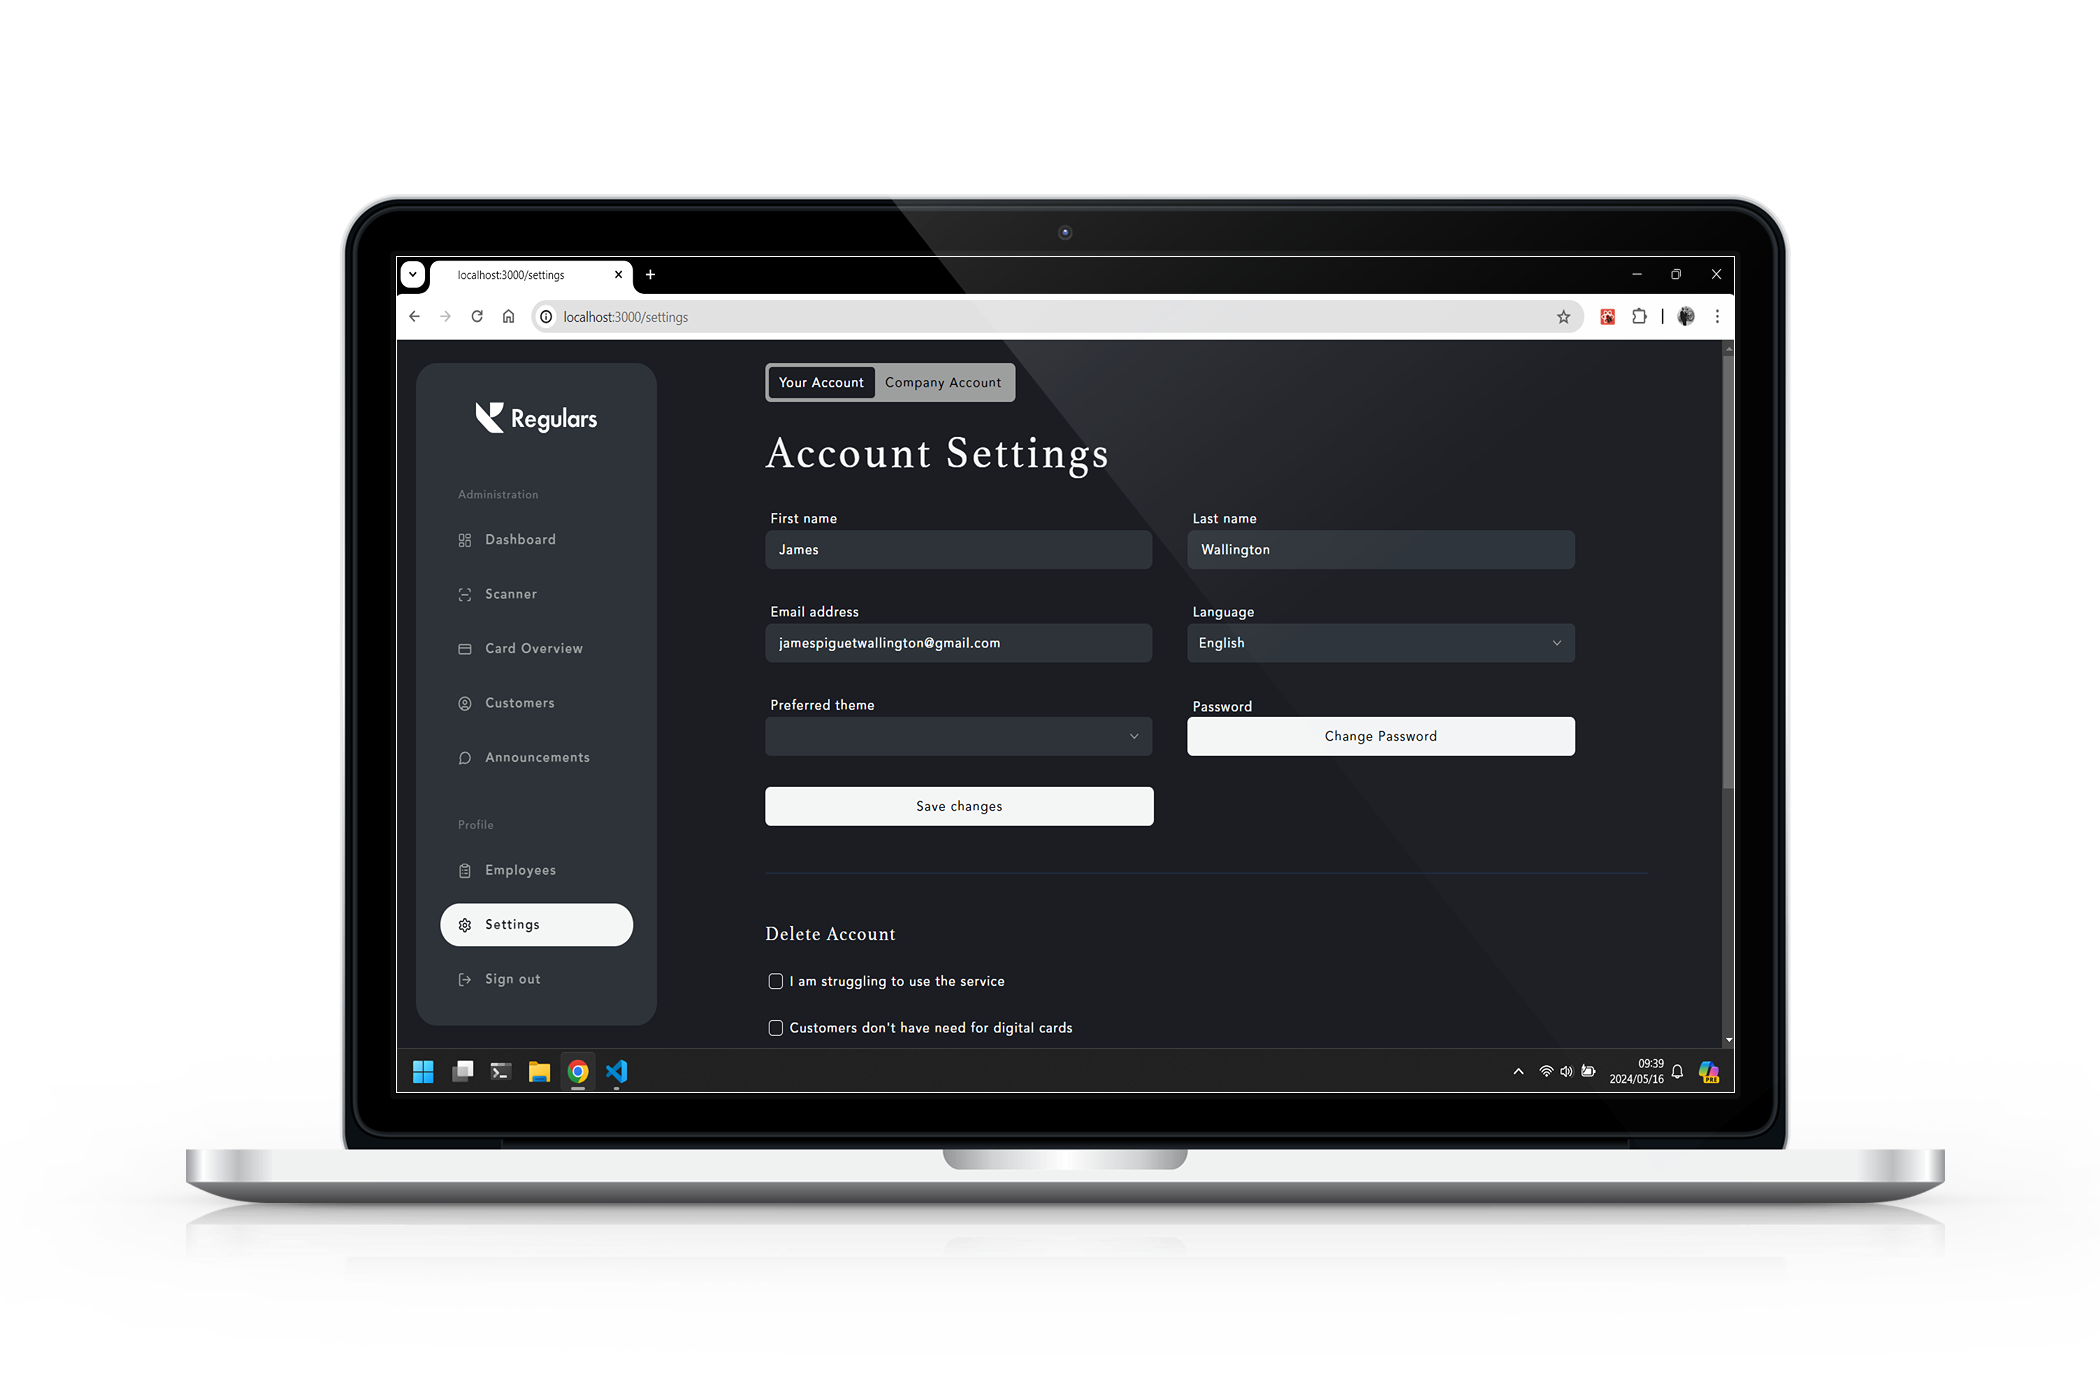 localhost:3000/settings
localhost:3000/settings
Regulars
Administration
Dashboard
Scanner
Card Overview
Customers
Announcements
Profile
Employees
Settings
Sign out
Your Account
Company Account
Account Settings
First name
James
Last name
Wallington
Email address
jamespiguetwallington@gmail.com
Language
English
Preferred theme
Password
Change Password
Save changes
Delete Account
I am struggling to use the service
Customers don't have need for digital cards
09:39
2024/05/16
PRE